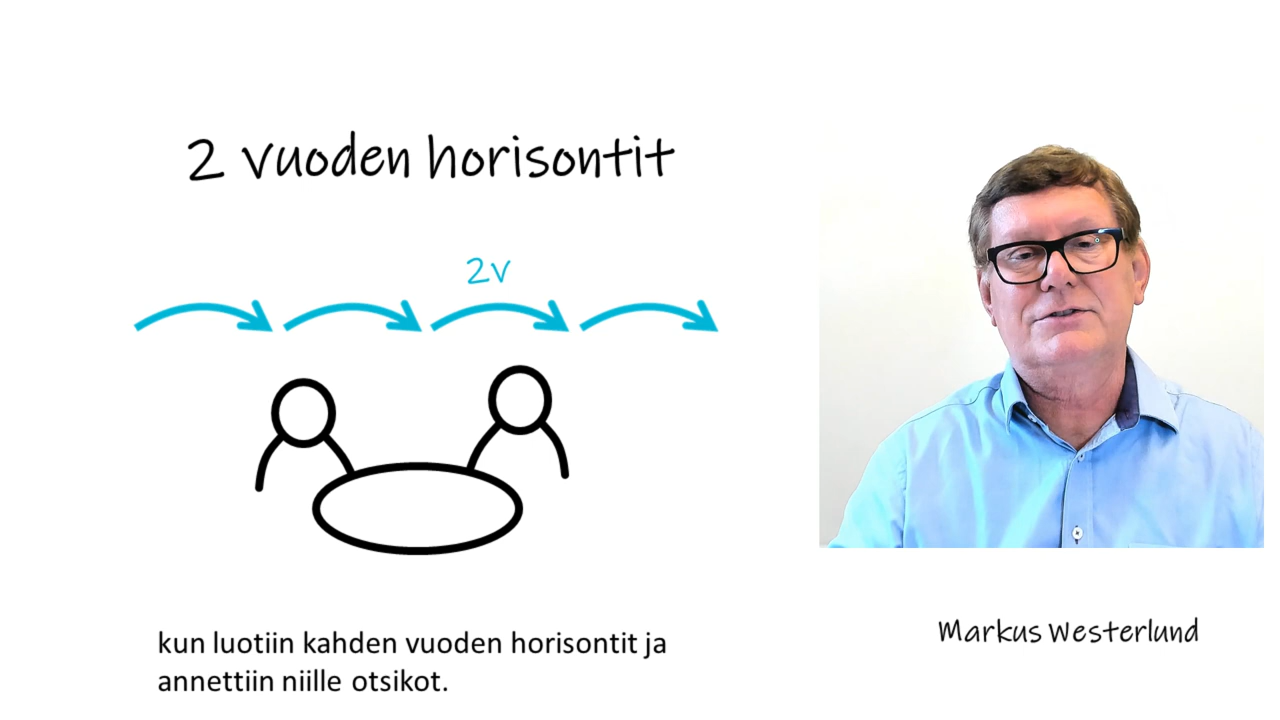 2 vuoden horisontit
2v
kun luotiin kahden vuoden horisontit ja
annettiin niille otsikot.
Markus Westerlund